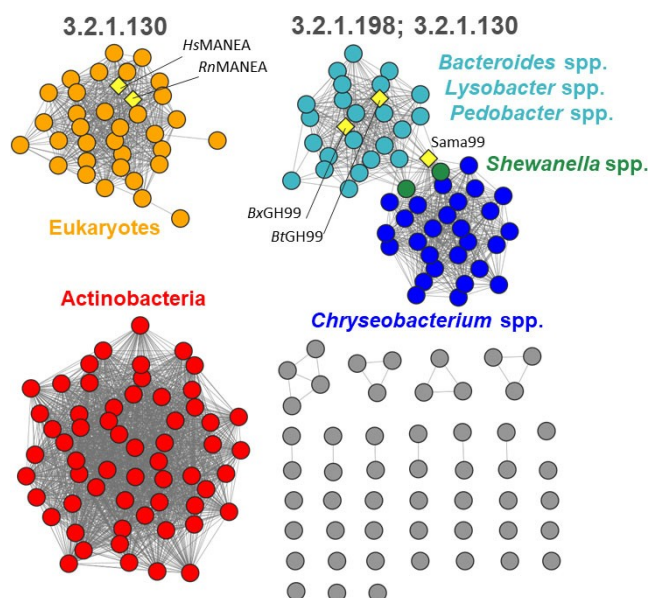 3.2.1.130
3.2.1.198; 3.2.1.130
HsMANEA
RnMANEA
Bacteroides spp.
Lysobacter spp.
Pedobacter spp.
Sama99
Shewanella spp.
BxGH99
BtGH99
Eukaryotes
Actinobacteria
Chryseobacterium spp.